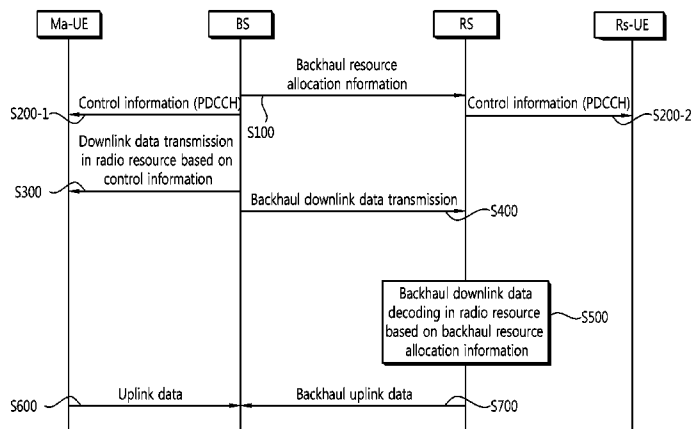 Ma-UE
BS
RS
Rs-UE
Backhaul resource
allocation nformation
Control information (PDCCH)
Control information (PDCCH)
S200-1
S100
S200-2
Downlink data transmission
in radio resource based on
control information
S300
Backhaul downlink data transmission
S400
Backhaul downlink data
decoding in radio resource
based on backhaul resource
allocation information
S500
Uplink data
Backhaul uplink data
S600
S700